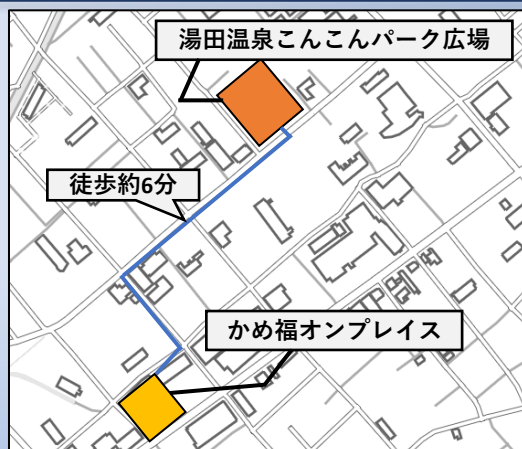 湯田温泉こんこんパーク広場
徒歩約6分
かめ福オンプレイス